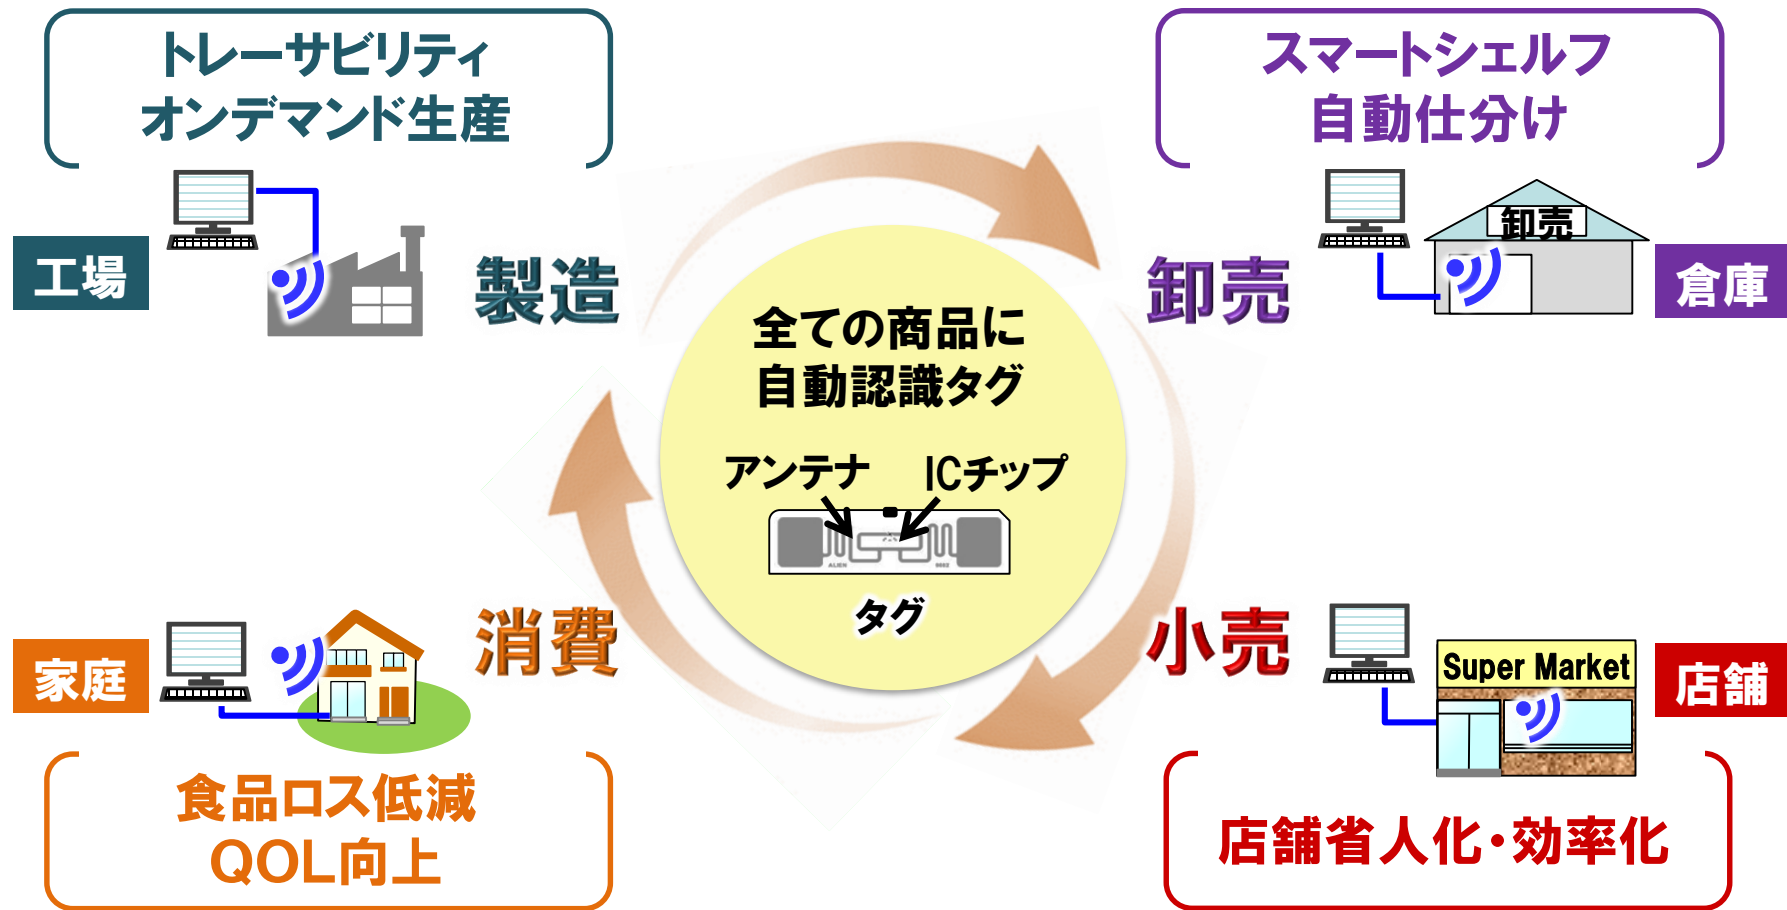 トレーサビリティ
オンデマンド生産
スマートシェルフ
自動仕分け
工場
製造
卸売
卸売
倉庫
全ての商品に
自動認識タグ
アンテナ
ICチップ
ALIEN
タグ
家庭
消費
小売
Super Market
店舗
食品ロス低減
QOL向上
店舗省人化・効率化